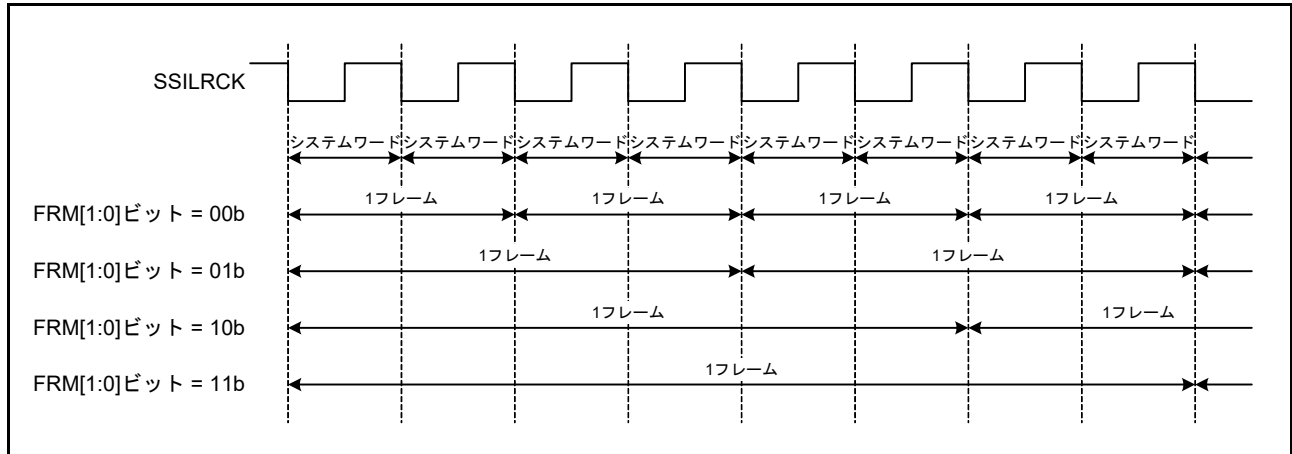 SSILRCK
システムワード システムワード システムワード システムワード システムワード システムワード システムワード システムワード
FRM[1:0]ビット = 00b 1フレーム 1フレーム 1フレーム 1フレーム
FRM[1:0]ビット = 01b 1フレーム 1フレーム
FRM[1:0]ビット = 10b 1フレーム 1フレーム
FRM[1:0]ビット = 11b 1フレーム